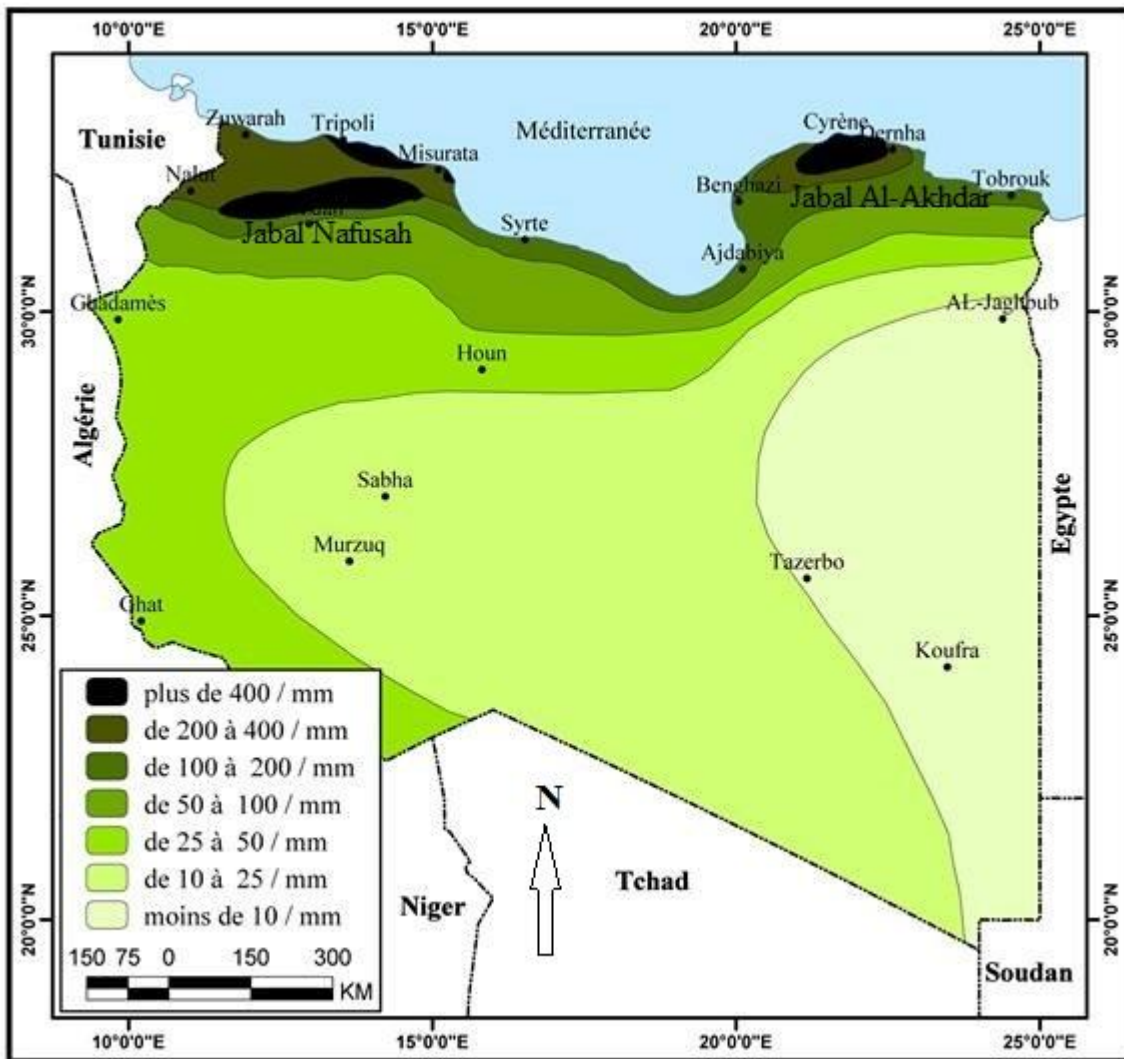 10°0'0"E
15°0'0"E
20°0'0"E
25°0'0"E
Tunisie
Zuwarah
Tripoli
Méditerranée
Cyrène
Dernha
Misurata
Nalut
Benghazi
Jabal Al-Akhdar
Tobrouk
Jabal Nafusah
Syrte
Ajdabiya
30°0'0"N
Ghadamès
AL-Jaghbub
30°0'0"N
Houn
Algérie
Sabha
Egypte
Murzuq
Tazerbo
25°0'0"N
Ghat
25°0'0"N
Koufra
plus de 400 / mm
de 200 à 400 / mm
de 100 à 200 / mm
de 50 à 100 / mm
de 25 à 50 / mm
de 10 à 25 / mm
moins de 10 / mm
150 75 0 150 300
KM
N
Tchad
Niger
20°0'0"N
20°0'0"N
Soudan
10°0'0"E
15°0'0"E
20°0'0"E
25°0'0"E